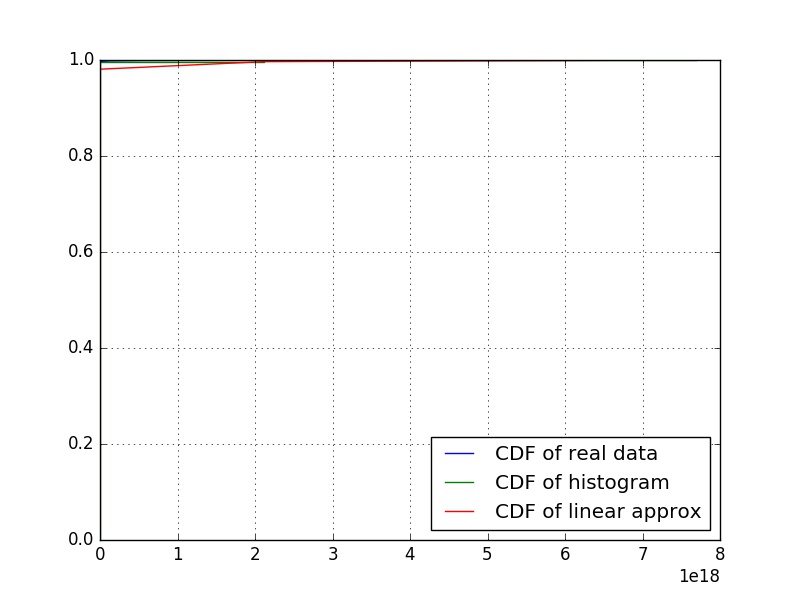 1.0
0.8
0.6
0.4
0.2
0.0
CDF of real data
CDF of histogram
CDF of linear approx
0 1 2 3 4 5 6 7 8
1e18